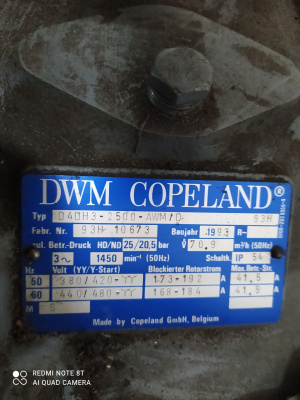 DWM COPELAND®
Typ D4DH3-2500-AWM/D 93H
Fabr. Nr. 93H 10673 Baujahr 1993 R-
zul. Betr.-Druck HD/ND 25/20,5 bar V 70,9 m³/h (50Hz)
3~ 1450 min⁻¹ (50Hz) Schaltk. IP 54
Hz Volt (YY/Y-Start) Blockierter Rotorstrom Max. Betr.-Str.
50 380/420-YY 173-192 A 41,5 A
60 440/480-YY 168-184 A 41,5 A
M S
Made by Copeland GmbH, Belgium
REDMI NOTE 8T
AI QUAD CAMERA